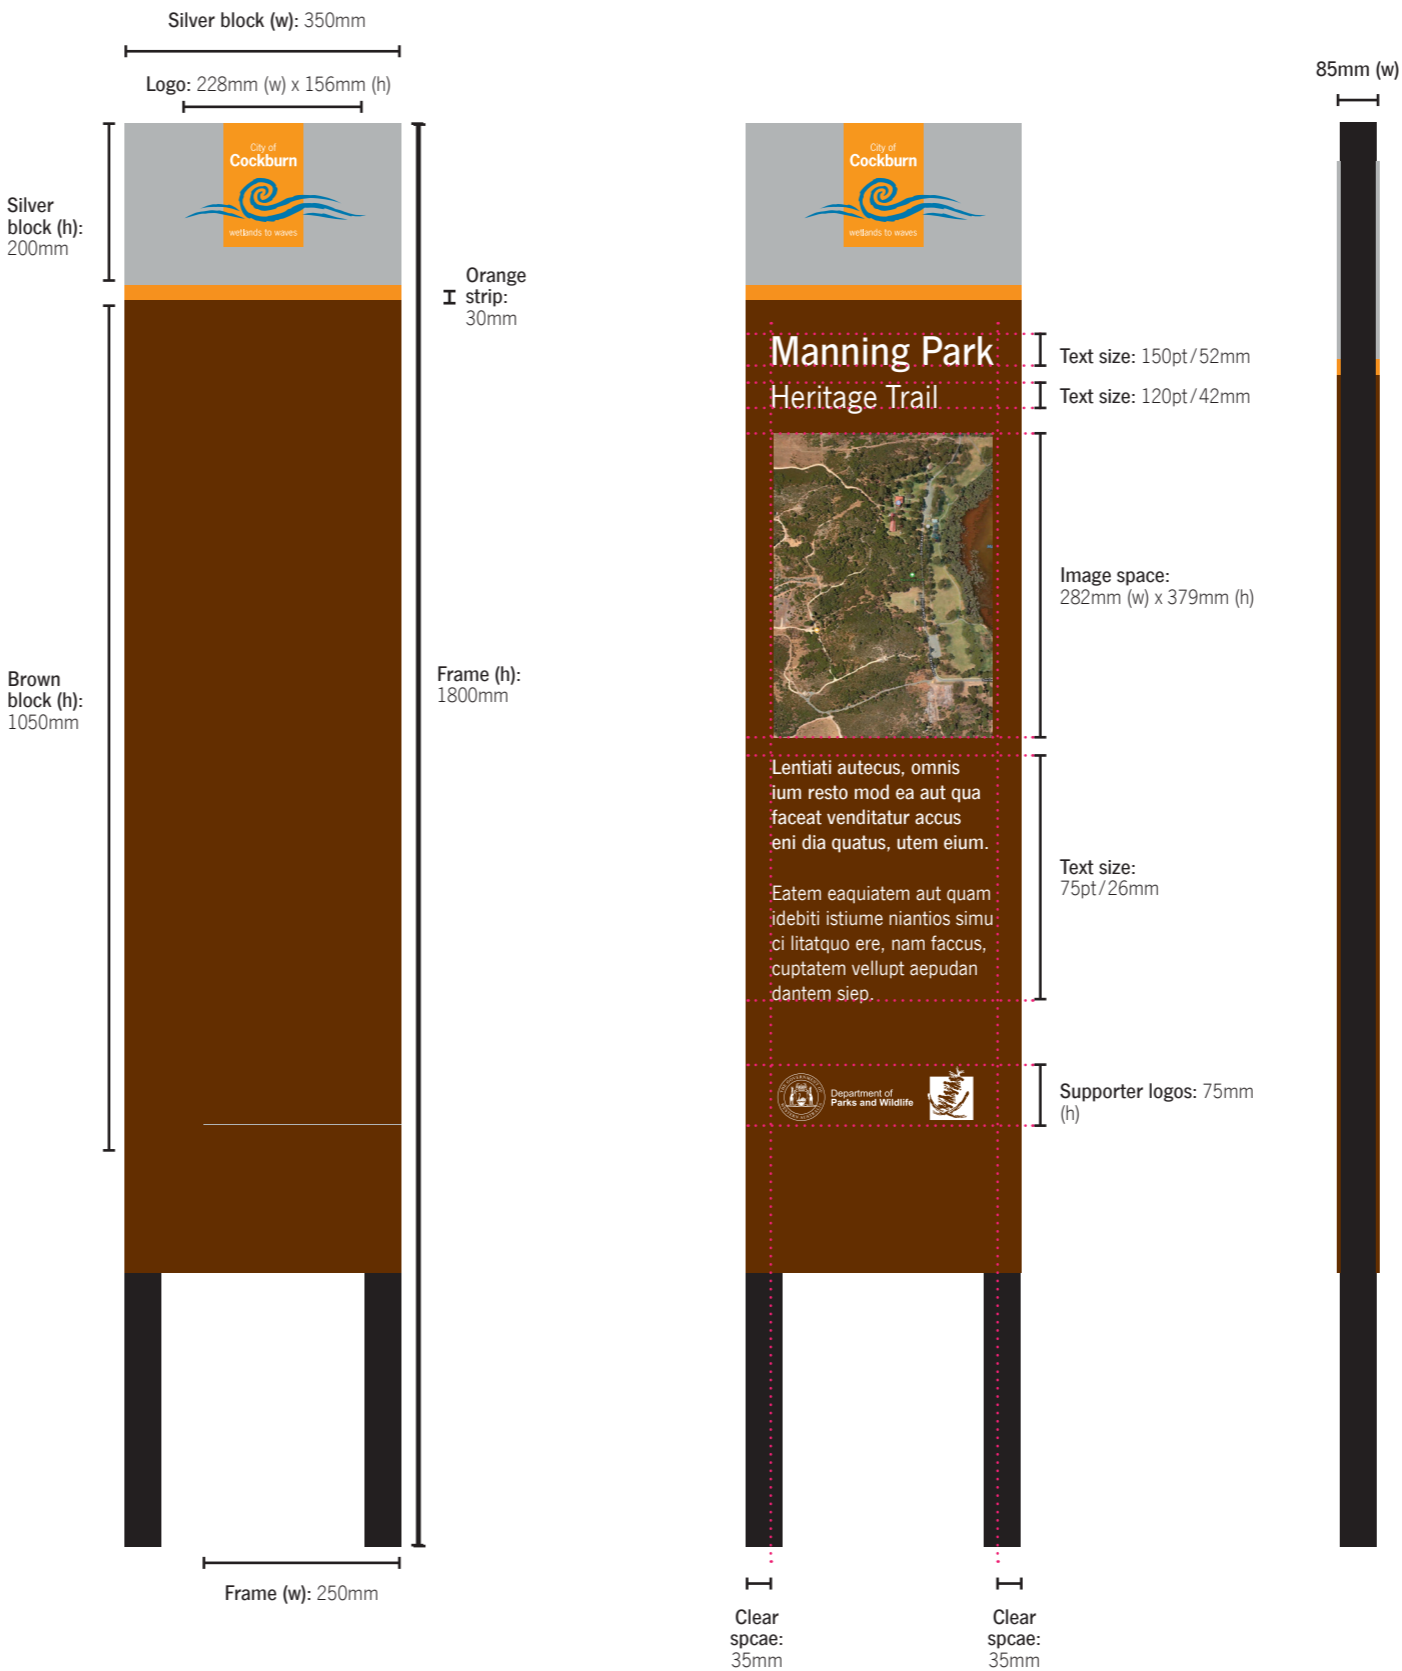 Silver block (w): 350mm
Logo: 228mm (w) x 156mm (h)
85mm (w)
City of
Cockburn
wetlands to waves
Silver
block (h):
200mm
Orange
strip:
30mm
Brown
block (h):
1050mm
Frame (h):
1800mm
Frame (w): 250mm
City of
Cockburn
wetlands to waves
Manning Park
Heritage Trail
Text size: 150pt/52mm
Text size: 120pt/42mm
Image space:
282mm (w) x 379mm (h)
Lentiati autecus, omnis
ium resto mod ea aut qua
faceat venditatur accus
eni dia quatus, utem eium.
Eatem eaquiatem aut quam
idebiti istiume niantios simu
ci litatquo ere, nam faccus,
cuptatem vellupt aepudan
dantem siep.
Text size:
75pt/26mm
THE GOVERNMENT OF
WESTERN AUSTRALIA
Department of
Parks and Wildlife
Supporter logos: 75mm
(h)
Clear
spcae:
35mm
Clear
spcae:
35mm